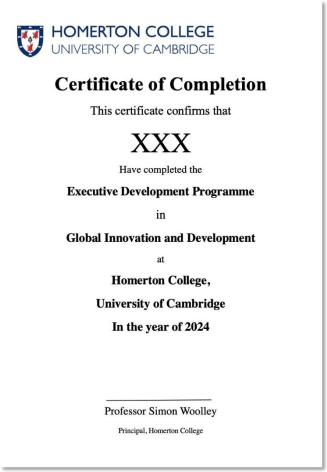 HOMERTON COLLEGE
UNIVERSITY OF CAMBRIDGE
Certificate of Completion
This certificate confirms that
XXX
Have completed the
Executive Development Programme
in
Global Innovation and Development
at
Homerton College,
University of Cambridge
In the year of 2024
Professor Simon Woolley
Principal, Homerton College